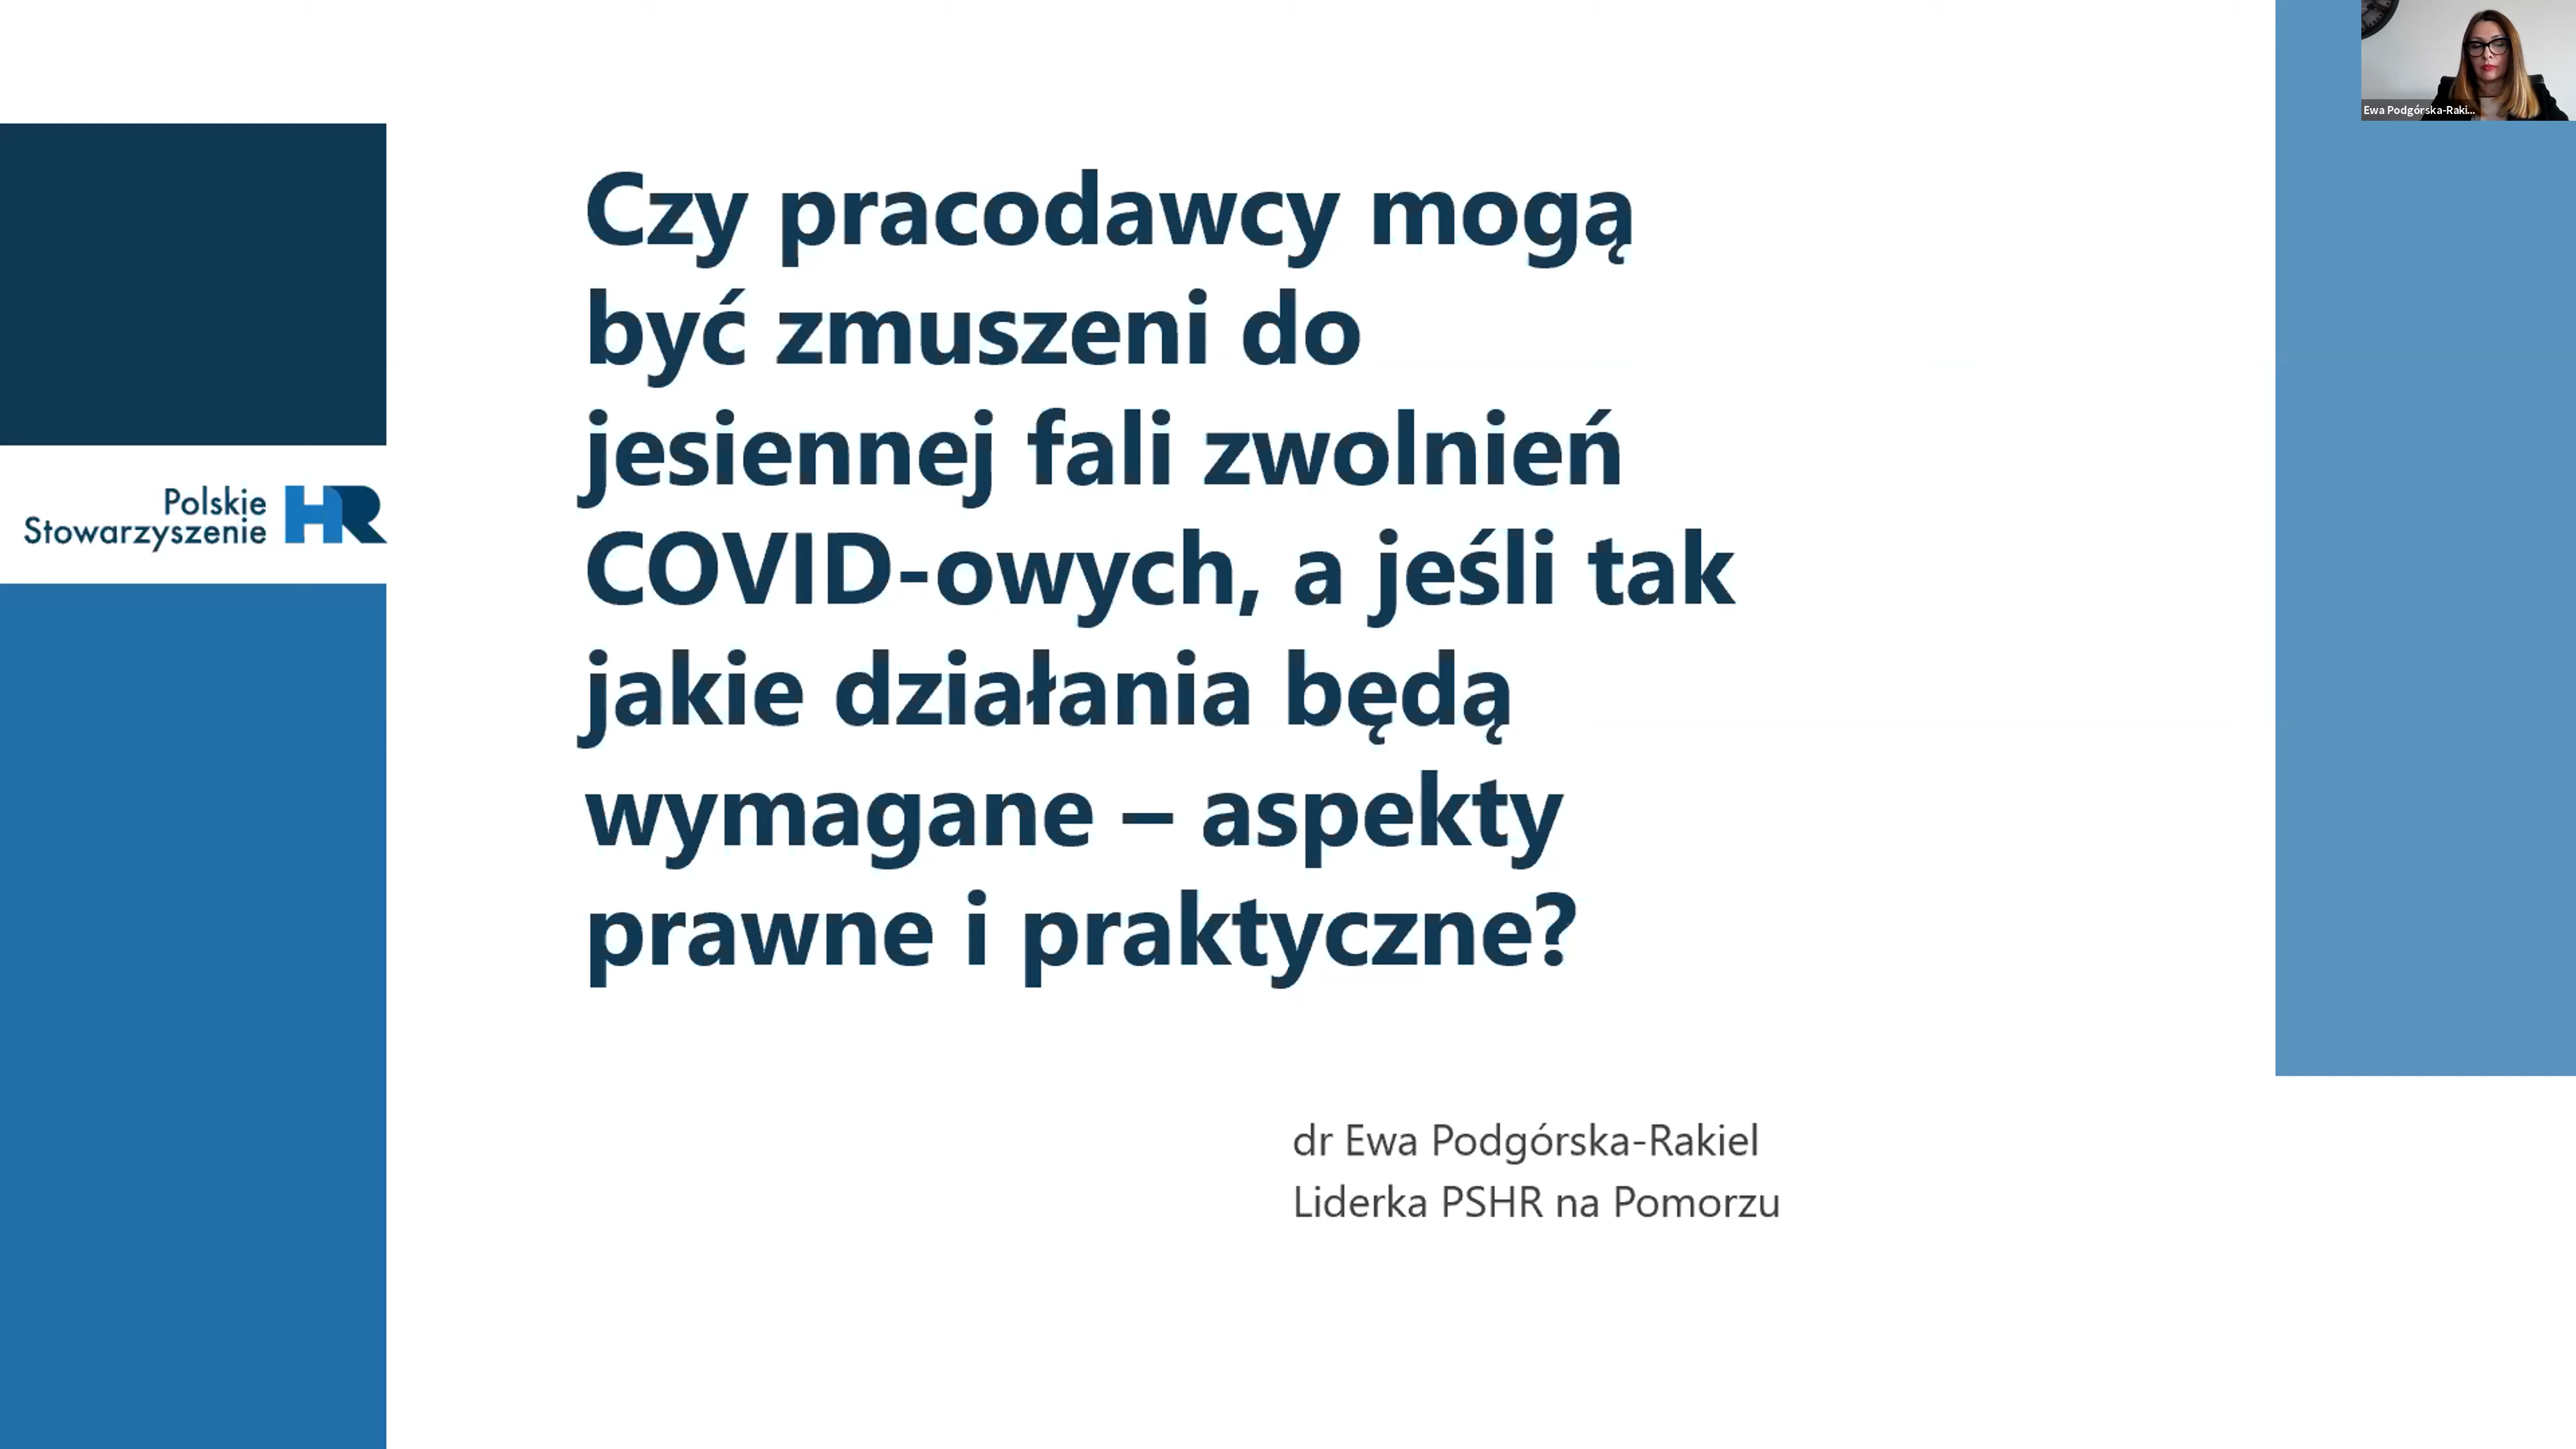 Ewa Podgórska-Raki...
Czy pracodawcy mogą
być zmuszeni do
jesiennej fali zwolnień
COVID-owych, a jeśli tak
jakie działania będą
wymagane – aspekty
prawne i praktyczne?
Polskie
Stowarzyszenie
HR
dr Ewa Podgórska-Rakiel
Liderka PSHR na Pomorzu